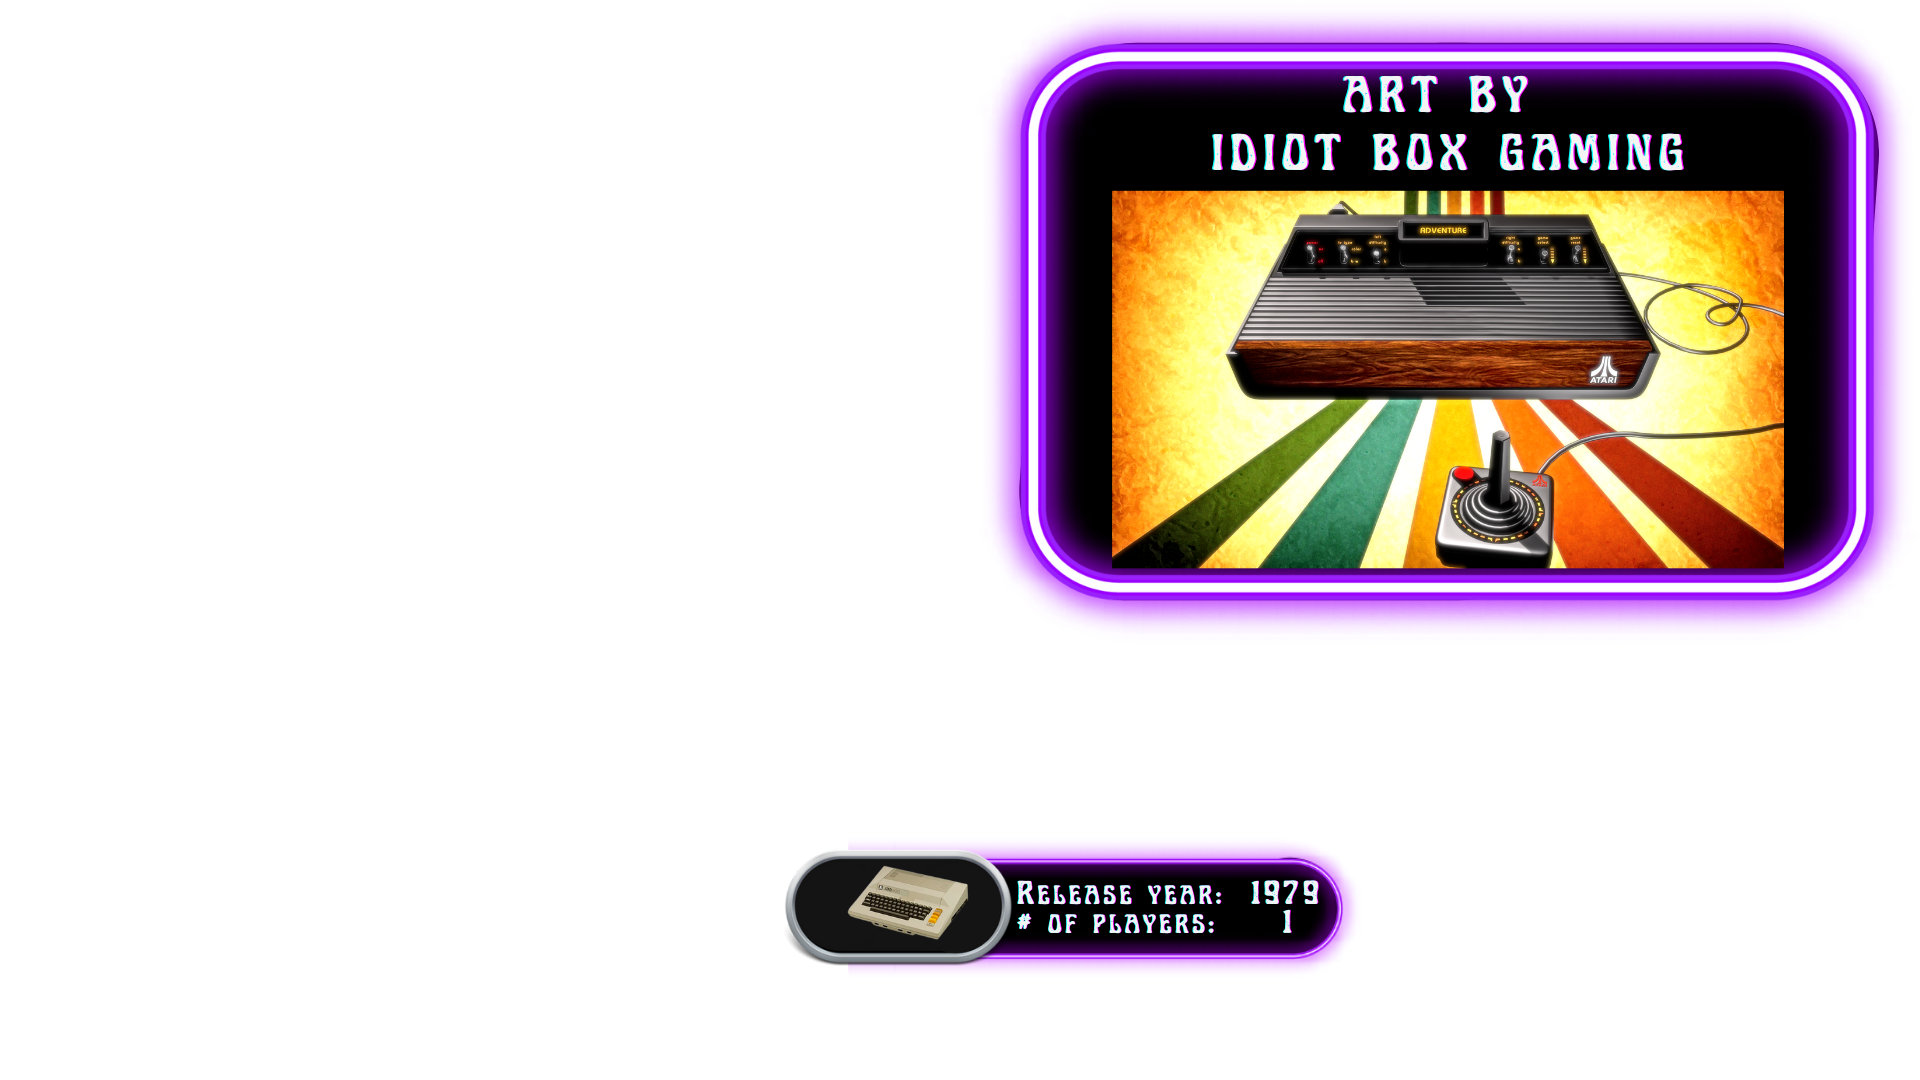 ART BY
IDIOT BOX GAMING
ADVENTURE
ATARI
RELEASE YEAR: 1979
# OF PLAYERS: 1